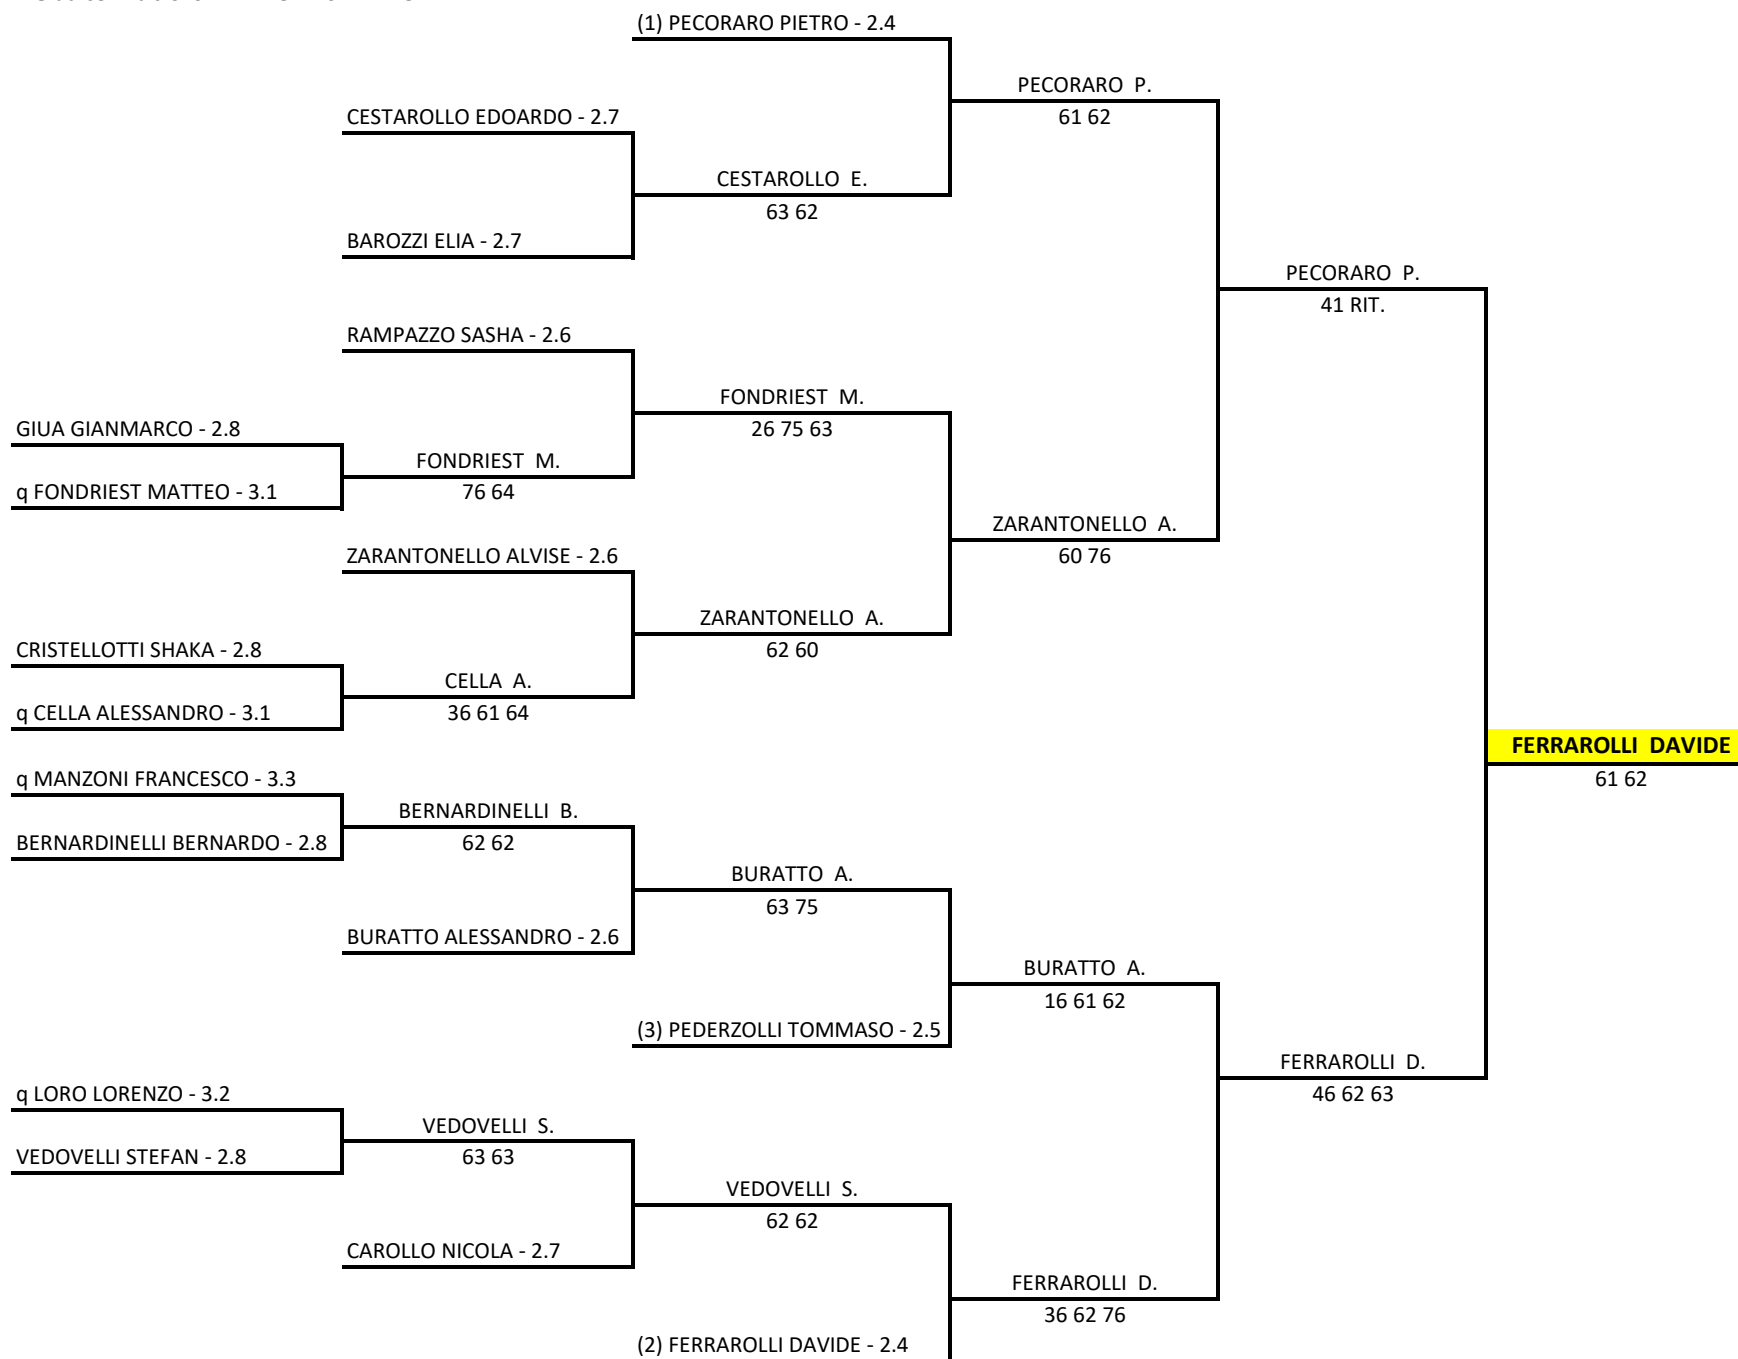 (1) PECORARO PIETRO - 2.4
PECORARO P.
61 62
CESTAROLLO EDOARDO - 2.7
CESTAROLLO E.
63 62
BAROZZI ELIA - 2.7
PECORARO P.
41 RIT.
RAMPAZZO SASHA - 2.6
FONDRIEST M.
26 75 63
GIUA GIANMARCO - 2.8
FONDRIEST M.
76 64
q FONDRIEST MATTEO - 3.1
ZARANTONELLO A.
60 76
ZARANTONELLO ALVISE - 2.6
ZARANTONELLO A.
62 60
CRISTELLOTTI SHAKA - 2.8
CELLA A.
36 61 64
q CELLA ALESSANDRO - 3.1
FERRAROLLI DAVIDE
61 62
q MANZONI FRANCESCO - 3.3
BERNARDINELLI B.
62 62
BERNARDINELLI BERNARDO - 2.8
BURATTO A.
63 75
BURATTO ALESSANDRO - 2.6
BURATTO A.
16 61 62
(3) PEDERZOLLI TOMMASO - 2.5
FERRAROLLI D.
46 62 63
q LORO LORENZO - 3.2
VEDOVELLI S.
63 63
VEDOVELLI STEFAN - 2.8
VEDOVELLI S.
62 62
CAROLLO NICOLA - 2.7
FERRAROLLI D.
36 62 76
(2) FERRAROLLI DAVIDE - 2.4